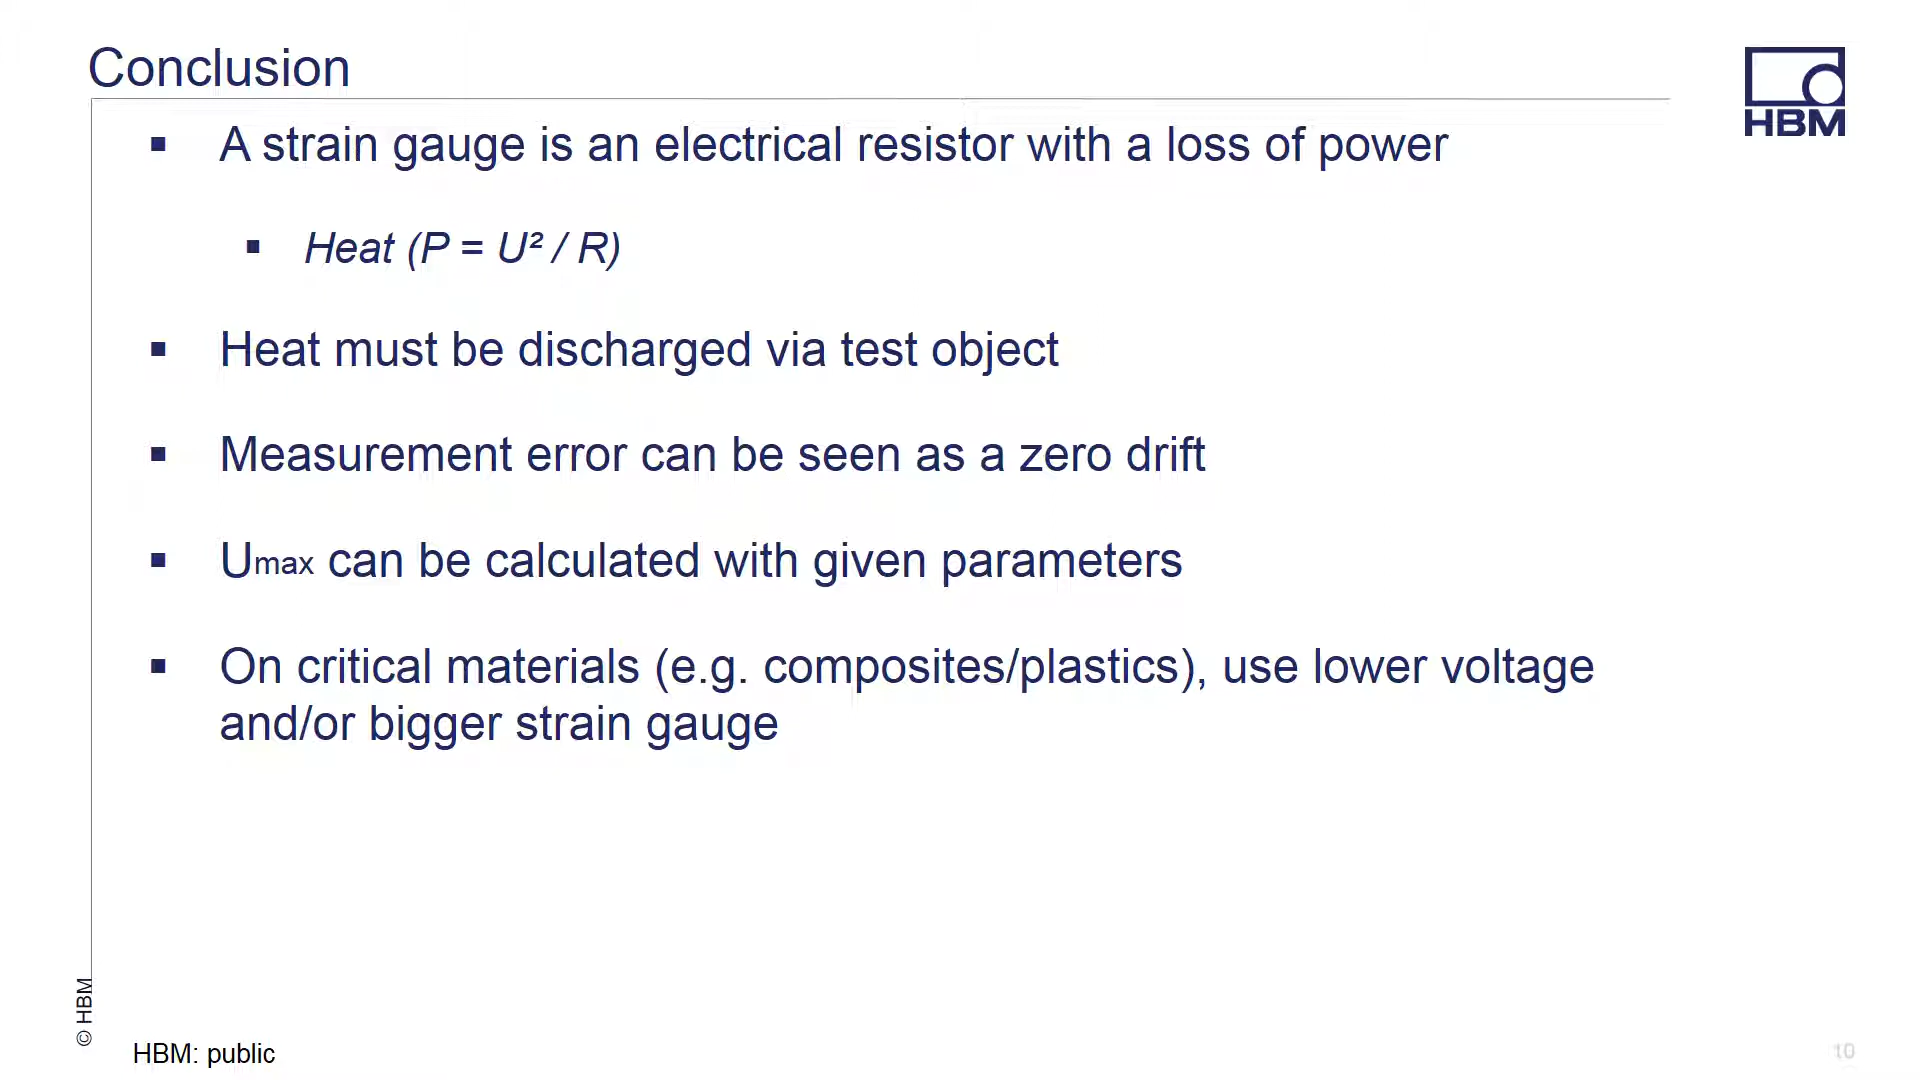 Conclusion
HBM
▪ A strain gauge is an electrical resistor with a loss of power
▪ Heat (P = U² / R)
▪ Heat must be discharged via test object
▪ Measurement error can be seen as a zero drift
▪ Umax can be calculated with given parameters
▪ On critical materials (e.g. composites/plastics), use lower voltage
and/or bigger strain gauge
© HBM
HBM: public
10